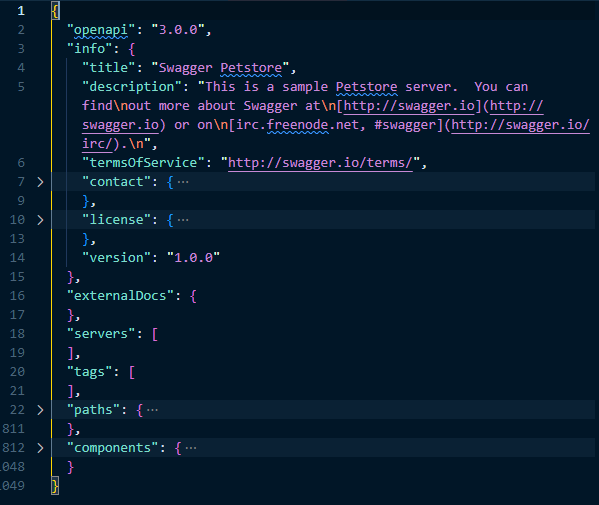 1 {
2 "openapi": "3.0.0",
3 "info": {
4 "title": "Swagger Petstore",
5 "description": "This is a sample Petstore server.  You can
find\nout more about Swagger at\n[http://swagger.io](http://
swagger.io) or on\n[irc.freenode.net, #swagger](http://swagger.io/
irc/).\n",
6 "termsOfService": "http://swagger.io/terms/",
7 > "contact": { ···
9 },
10 > "license": { ···
13 },
14 "version": "1.0.0"
15 },
16 "externalDocs": {
17 },
18 "servers": [
19 ],
20 "tags": [
21 ],
22 > "paths": { ···
811 },
812 > "components": { ···
1048 }
1049 }